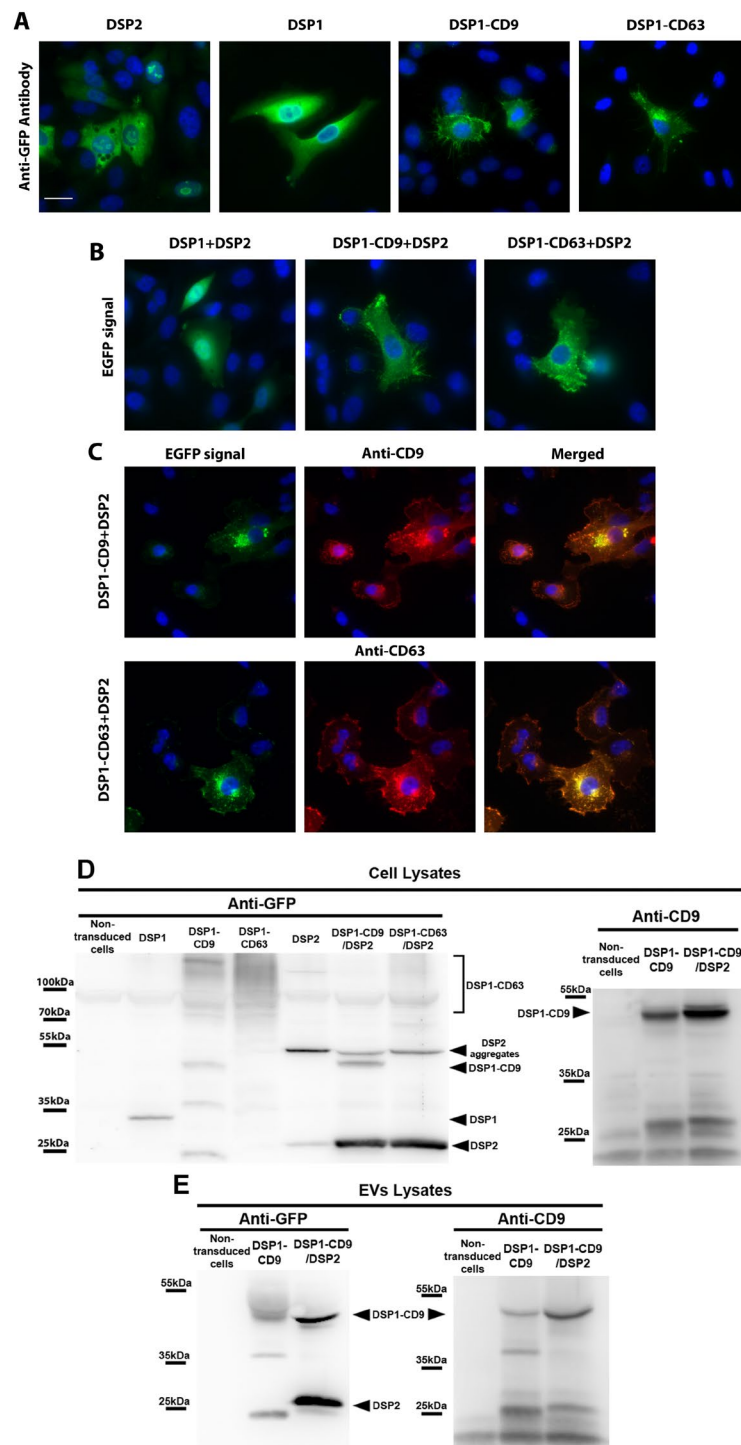 A
DSP2
DSP1
DSP1-CD9
DSP1-CD63
Anti-GFP Antibody
B
DSP1+DSP2
DSP1-CD9+DSP2
DSP1-CD63+DSP2
EGFP signal
C
EGFP signal
Anti-CD9
Merged
DSP1-CD9+DSP2
Anti-CD63
DSP1-CD63+DSP2
D
Cell Lysates
Anti-GFP
Non-
transduced
cells
DSP1
DSP1-
CD9
DSP1-
CD63
DSP2
DSP1-CD9
/DSP2
DSP1-CD63
/DSP2
100kDa
70kDa
55kDa
35kDa
25kDa
DSP1-CD63
DSP2
aggregates
DSP1-CD9
DSP1
DSP2
Anti-CD9
Non-
transduced
cells
DSP1-
CD9
DSP1-CD9
/DSP2
55kDa
DSP1-CD9
35kDa
25kDa
E
EVs Lysates
Anti-GFP
Non-
transduced
cells
DSP1-
CD9
DSP1-CD9
/DSP2
55kDa
35kDa
25kDa
DSP1-CD9
DSP2
Anti-CD9
Non-
transduced
cells
DSP1-
CD9
DSP1-CD9
/DSP2
55kDa
35kDa
25kDa